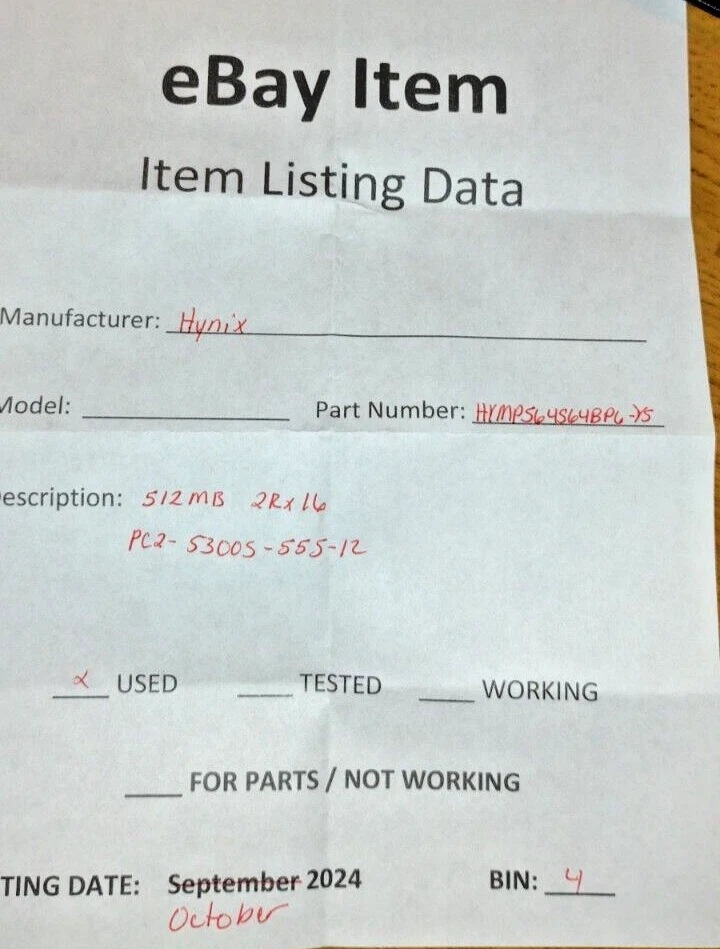 eBay Item
Item Listing Data
Manufacturer: Hynix
Model: Part Number: HYMP564S64BP6-Y5
escription: 512MB 2Rx16
PC2-5300S-555-12
x USED TESTED WORKING
FOR PARTS / NOT WORKING
TING DATE: September 2024 BIN: 4
October